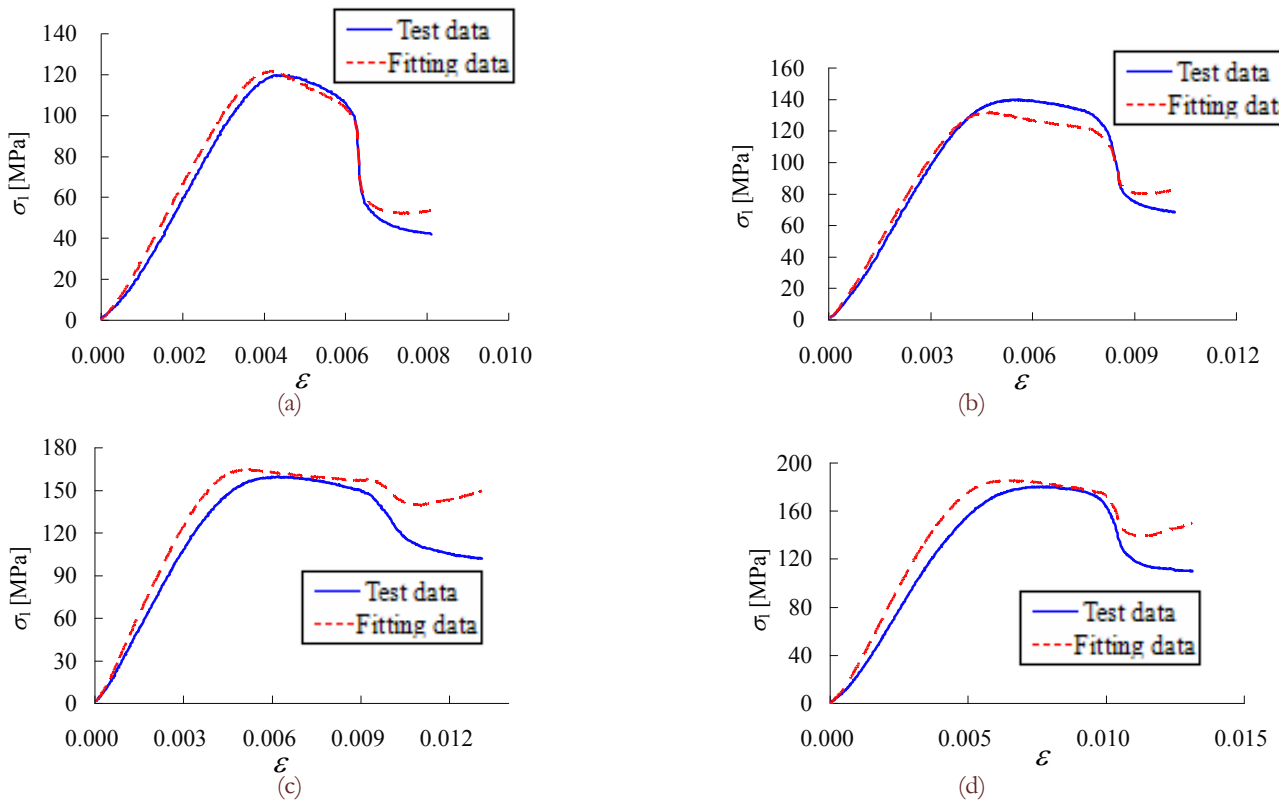 Test data
Fitting data
140
120
100
80
60
40
20
0
σ1 [MPa]
0.000 0.002 0.004 0.006 0.008 0.010
ε
(a)
Test data
Fitting data
160
140
120
100
80
60
40
20
0
σ1 [MPa]
0.000 0.003 0.006 0.009 0.012
ε
(b)
180
150
120
90
60
30
0
σ1 [MPa]
Test data
Fitting data
0.000 0.003 0.006 0.009 0.012
ε
(c)
200
160
120
80
40
0
σ1 [MPa]
Test data
Fitting data
0.000 0.005 0.010 0.015
ε
(d)